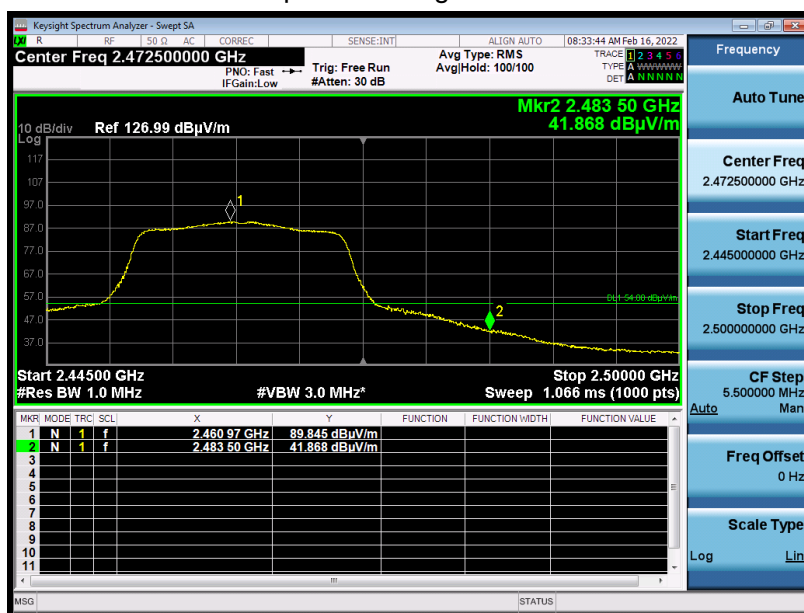 Keysight Spectrum Analyzer - Swept SA
LXI R RF 50 Ω AC CORREC SENSE:INT ALIGN AUTO 08:33:44 AM Feb 16, 2022
Center Freq 2.472500000 GHz
PNO: Fast
IFGain:Low
Trig: Free Run
#Atten: 30 dB
Avg Type: RMS
Avg|Hold: 100/100
TRACE 1 2 3 4 5 6
TYPE A WWWWW
DET A N N N N N
Mkr2 2.483 50 GHz
41.868 dBµV/m
10 dB/div Ref 126.99 dBµV/m
Log
117
107
97.0
87.0
77.0
67.0
57.0
47.0
37.0
1
2
DL1 54.00 dBµV/m
Start 2.44500 GHz Stop 2.50000 GHz
#Res BW 1.0 MHz #VBW 3.0 MHz* Sweep 1.066 ms (1000 pts)
MKR MODE TRC SCL X Y FUNCTION FUNCTION WIDTH FUNCTION VALUE
1 N 1 f 2.460 97 GHz 89.845 dBµV/m
2 N 1 f 2.483 50 GHz 41.868 dBµV/m
3
4
5
6
7
8
9
10
11
MSG STATUS
Frequency
Auto Tune
Center Freq
2.472500000 GHz
Start Freq
2.445000000 GHz
Stop Freq
2.500000000 GHz
CF Step
5.500000 MHz
Auto Man
Freq Offset
0 Hz
Scale Type
Log Lin